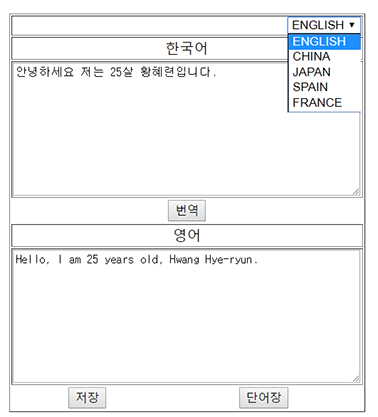 ENGLISH
ENGLISH
CHINA
JAPAN
SPAIN
FRANCE
한국어
안녕하세요 저는 25살 황혜련입니다.
번역
영어
Hello, I am 25 years old, Hwang Hye-ryun.
저장
단어장